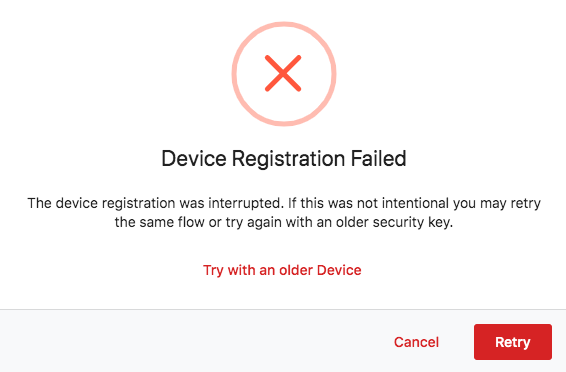 Device Registration Failed
The device registration was interrupted. If this was not intentional you may retry
the same flow or try again with an older security key.
Try with an older Device
Cancel
Retry